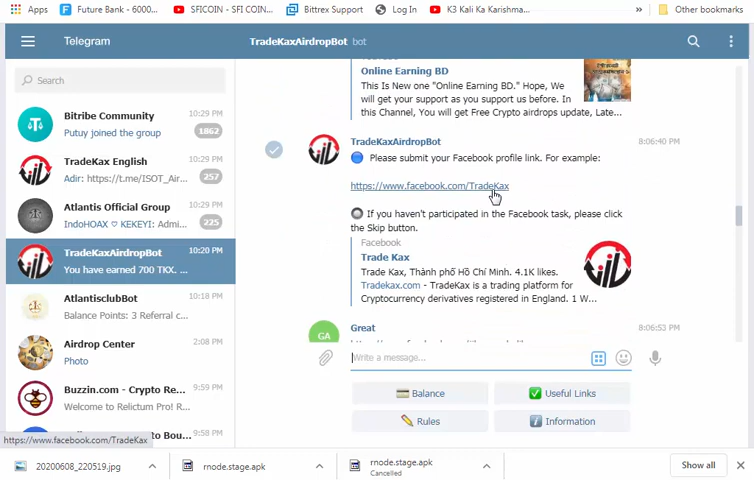 Apps
Future Bank - 6000...
SFICOIN - SFI COIN...
Bittrex Support
Log In
K3 Kali Ka Karishma...
»
Other bookmarks
Telegram
TradeKaxAirdropBot bot
Search
Bitribe Community 10:29 PM
Putuy joined the group 1862
TradeKax English 10:29 PM
Adir: https://t.me/ISOT_Air... 257
Atlantis Official Group 10:29 PM
IndoHOAX ♡ KEKEYI: Admi... 225
TradeKaxAirdropBot 10:20 PM
You have earned 700 TKX. ...
AtlantisclubBot 10:18 PM
Balance Points: 3 Referral c...
Airdrop Center 2:08 PM
Photo
Buzzin.com - Crypto Re... 9:59 PM
Welcome to Relictum Pro! R...
Bou... 9:58 PM
https://www.facebook.com/TradeKax
Online Earning BD
This Is New one "Online Earning BD." Hope, We
will get your support as you support us before. In
this Channel, You will get Free Crypto airdrops update, Late...
TradeKaxAirdropBot 8:06:40 PM
Please submit your Facebook profile link. For example:
https://www.facebook.com/TradeKax
If you haven't participated in the Facebook task, please click
the Skip button.
Facebook
Trade Kax
Trade Kax, Thành phố Hồ Chí Minh. 4.1K likes.
Tradekax.com - TradeKax is a trading platform for
Cryptocurrency derivatives registered in England. 1 W...
GA
Great 8:06:53 PM
Write a message...
Balance
Useful Links
Rules
Information
20200608_220519.jpg
rnode.stage.apk
rnode.stage.apk
Cancelled
Show all